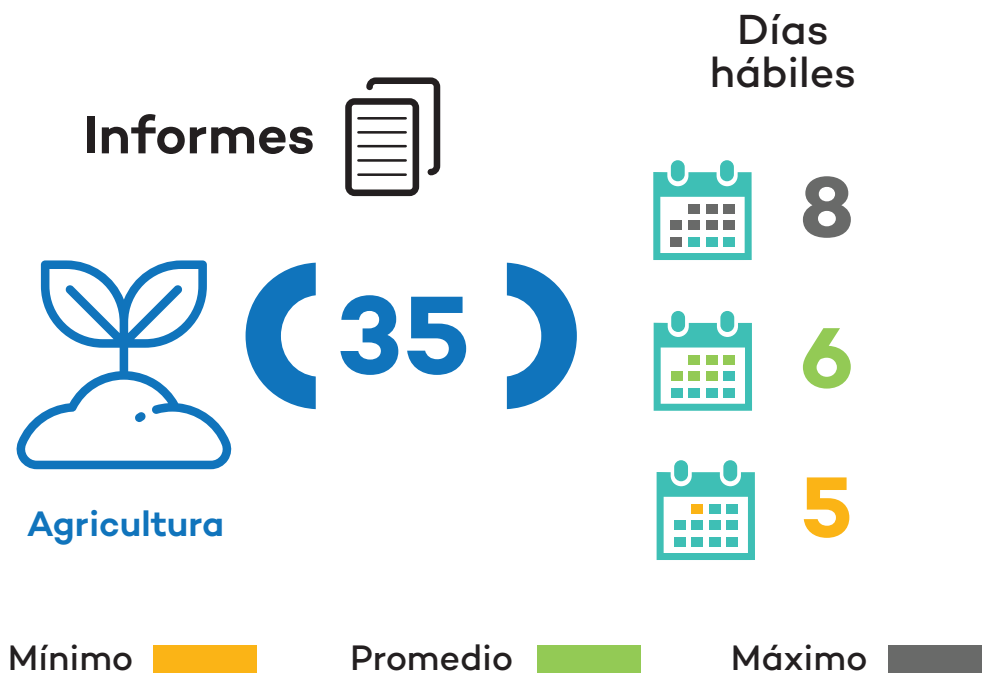 Días
hábiles
Informes
8
35
6
Agricultura
5
Mínimo
Promedio
Máximo